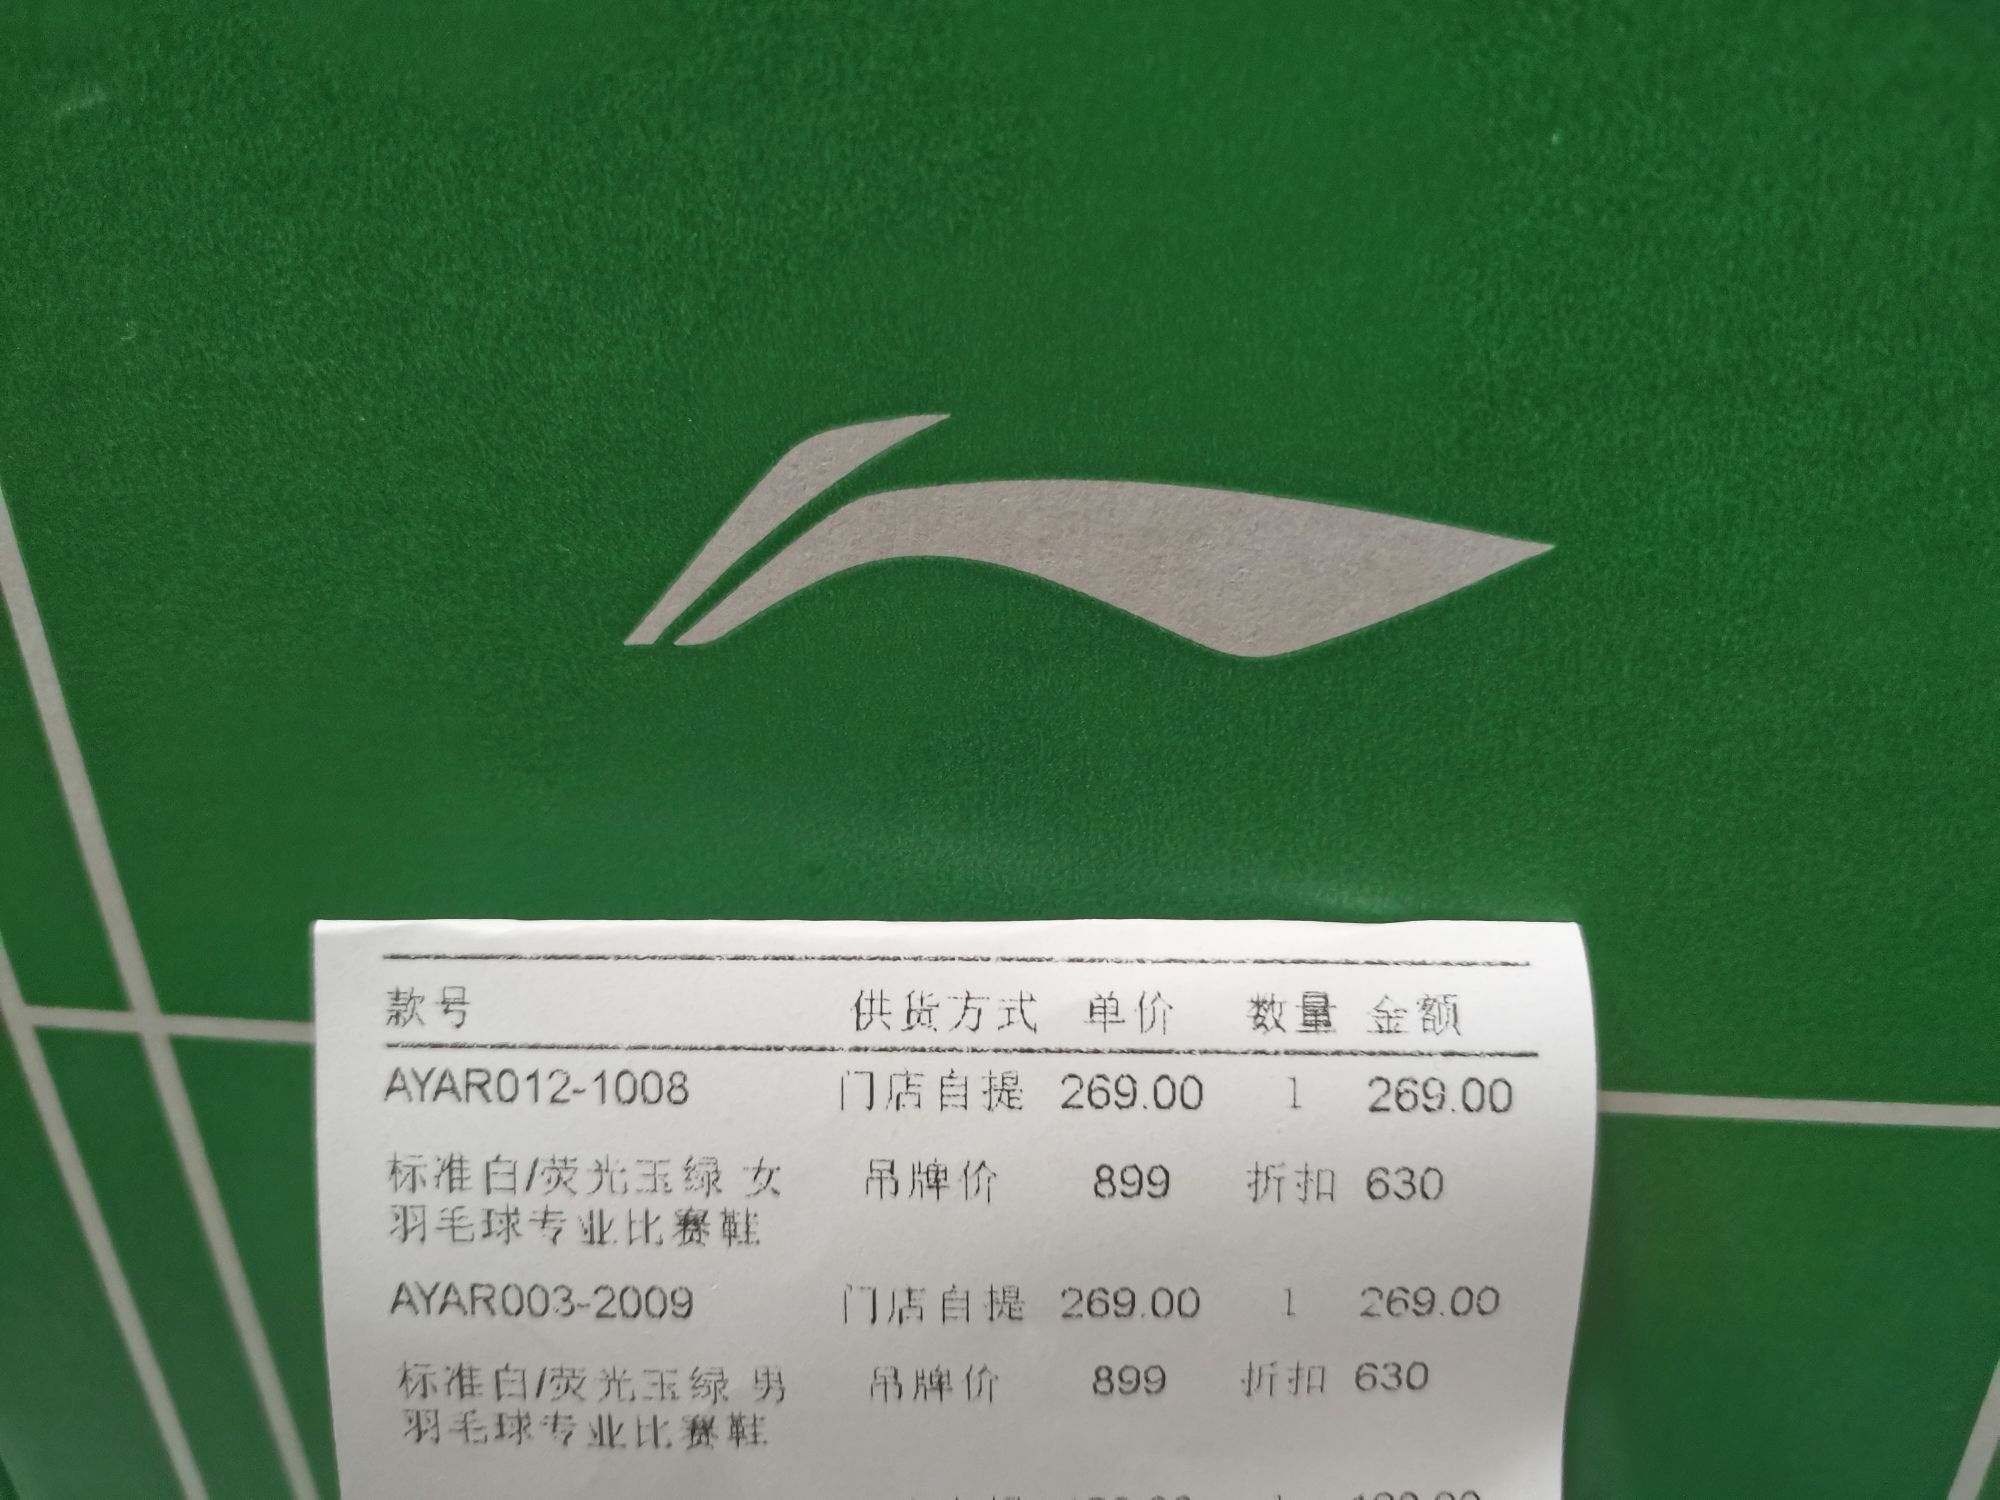 款号 供货方式 单价 数量 金额
AYAR012-1008 门店自提 269.00 1 269.00
标准白/荧光玉绿 女 吊牌价 899 折扣 630
羽毛球专业比赛鞋
AYAR003-2009 门店自提 269.00 1 269.00
标准白/荧光玉绿 男 吊牌价 899 折扣 630
羽毛球专业比赛鞋